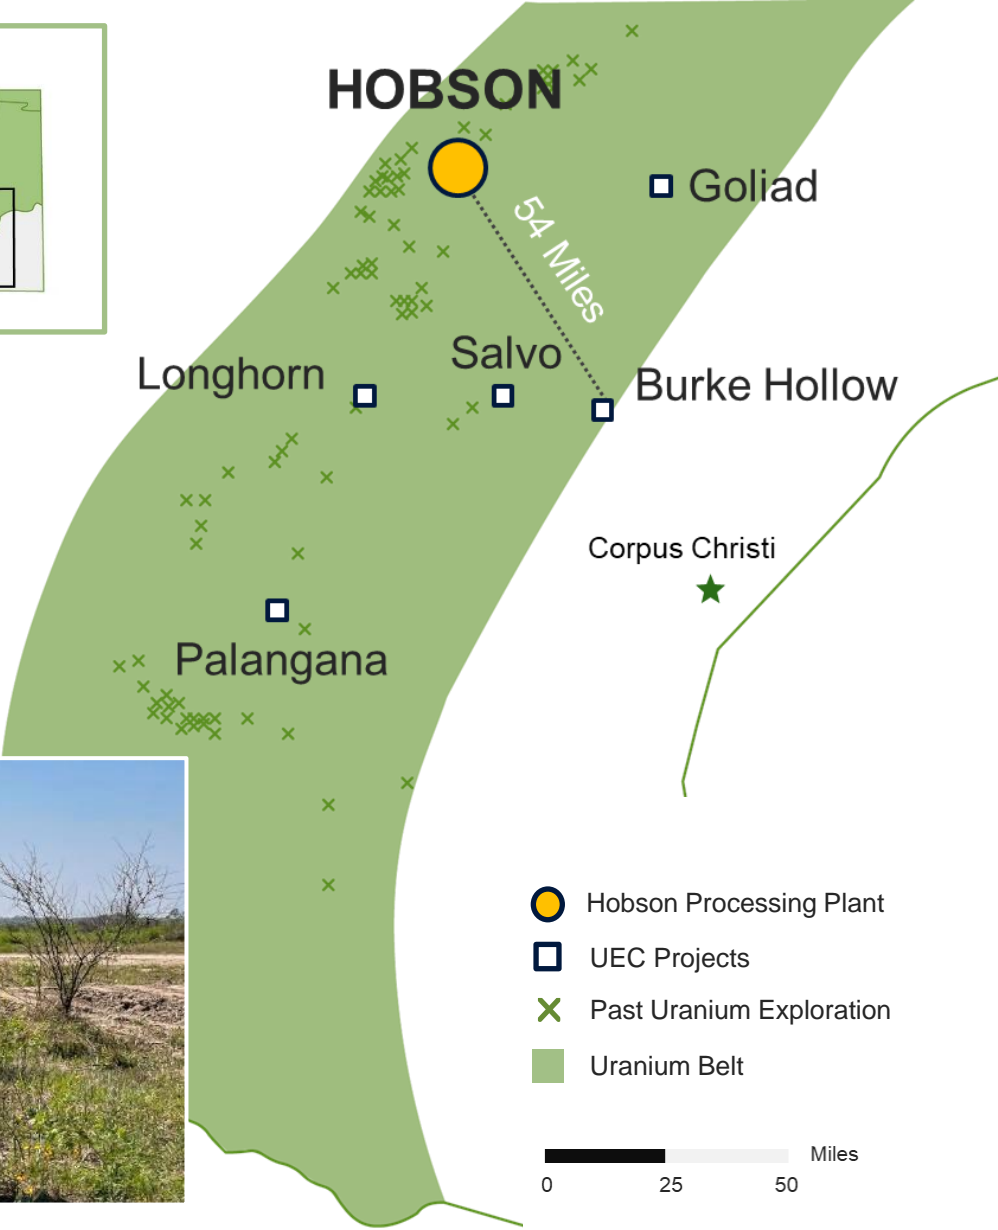 HOBSON
Goliad
54 Miles
Salvo
Longhorn
Burke Hollow
Corpus Christi
Palangana
Hobson Processing Plant
UEC Projects
Past Uranium Exploration
Uranium Belt
Miles
0 25 50